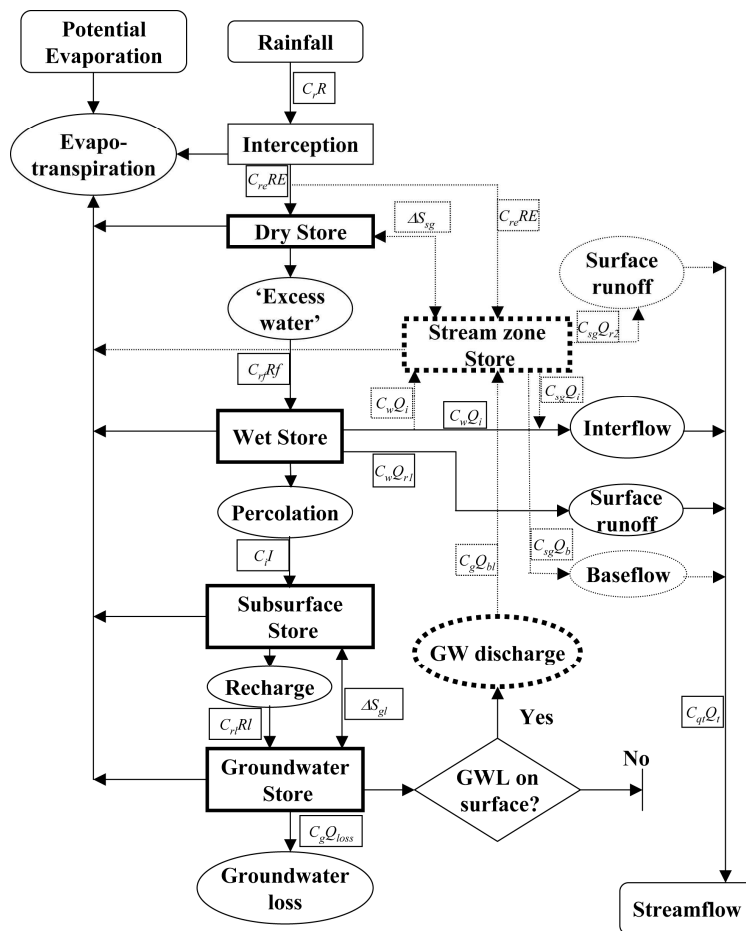 Potential
Evaporation
Rainfall
C_rR
Evapo-
transpiration
Interception
C_reRE
C_reRE
ΔS_sg
Dry Store
Surface
runoff
‘Excess
water’
Stream zone
Store
C_sgQ_r2
C_rfRf
C_wQ_i
C_sgQ_i
C_wQ_i
Wet Store
Interflow
C_wQ_r1
Percolation
Surface
runoff
C_iI
C_gQ_bl
C_sgQ_b
Baseflow
Subsurface
Store
GW discharge
Recharge
ΔS_gl
C_rlRl
Yes
C_qtQ_t
Groundwater
Store
GWL on
surface?
No
C_gQ_loss
Groundwater
loss
Streamflow